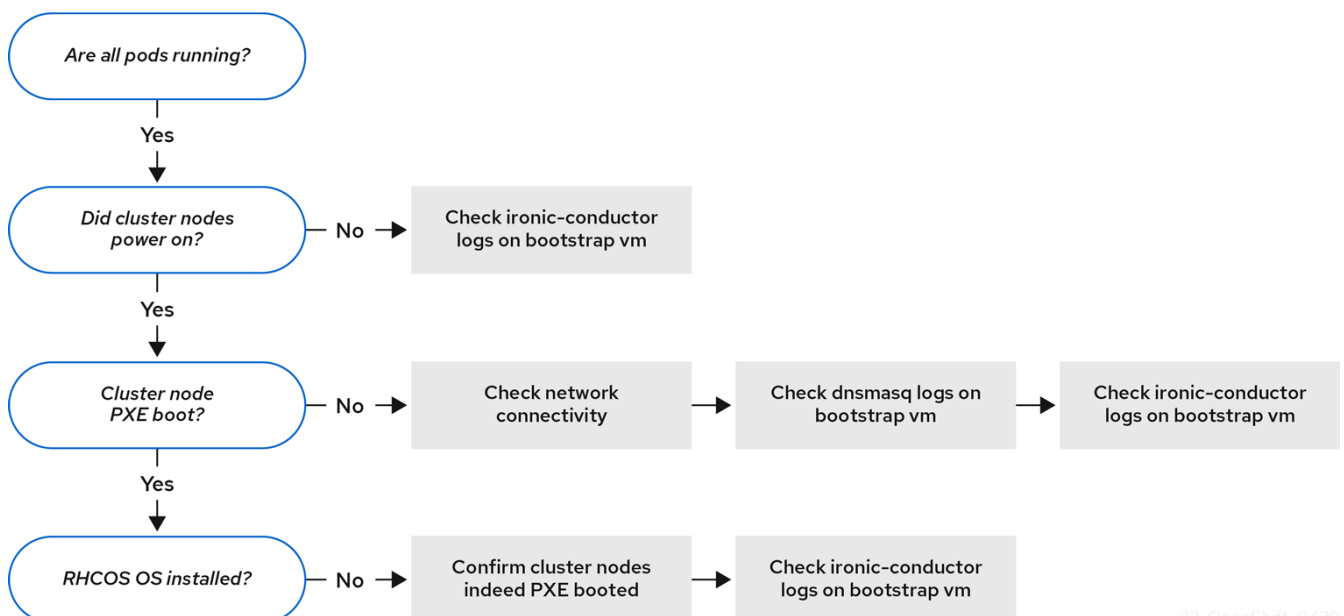 Are all pods running?
Yes
Did cluster nodes
power on?
No
Check ironic-conductor
logs on bootstrap vm
Yes
Cluster node
PXE boot?
No
Check network
connectivity
Check dnsmasq logs on
bootstrap vm
Check ironic-conductor
logs on bootstrap vm
Yes
RHCOS OS installed?
No
Confirm cluster nodes
indeed PXE booted
Check ironic-conductor
logs on bootstrap vm